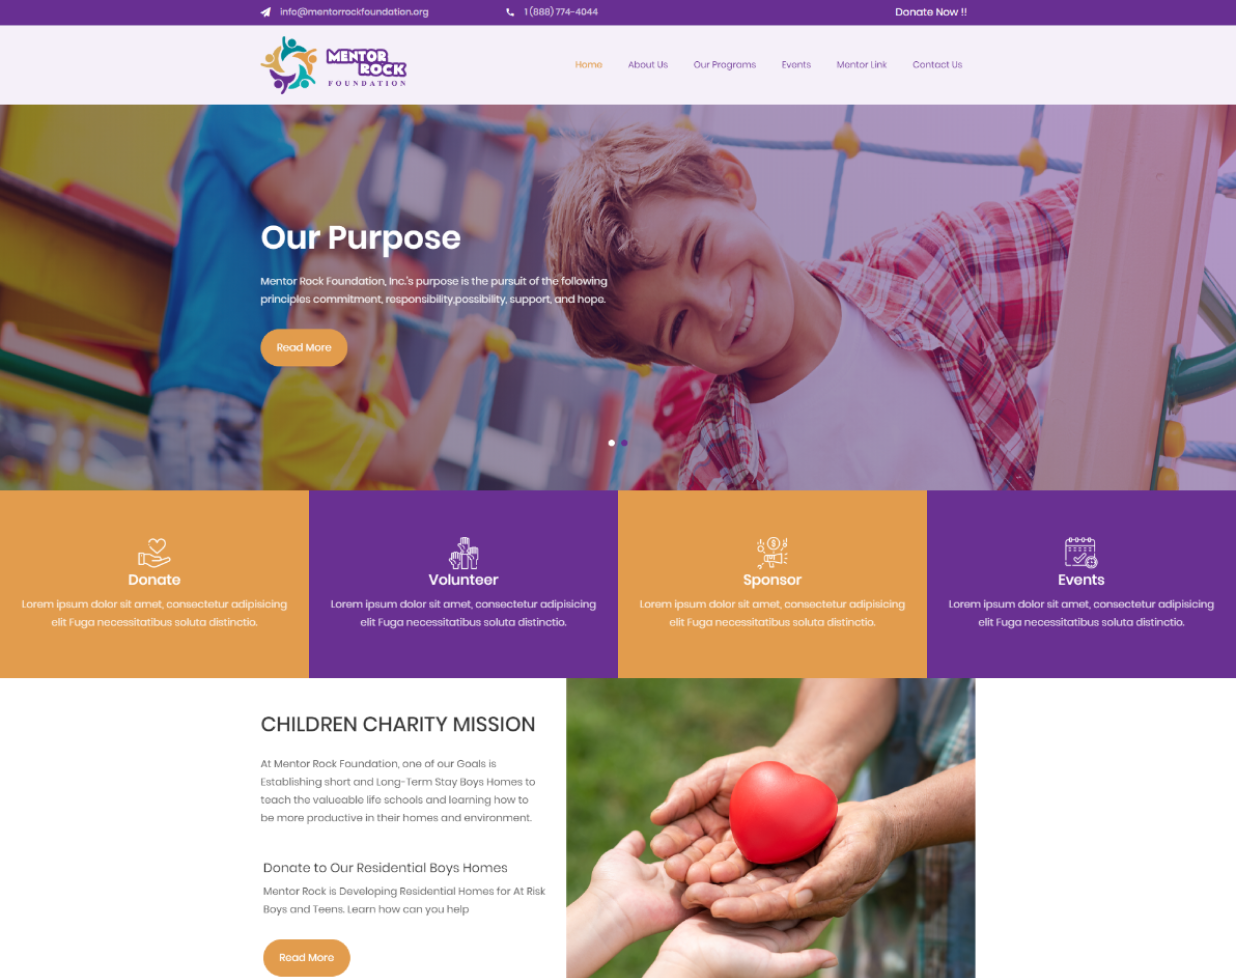 info@mentorrockfoundation.org
1 (888) 774-4044
Donate Now !!
MENTOR
ROCK
FOUNDATION
Home
About Us
Our Programs
Events
Mentor Link
Contact Us
Our Purpose
Mentor Rock Foundation, Inc.'s purpose is the pursuit of the following
principles commitment, responsibility,possibility, support, and hope.
Read More
Donate
Lorem ipsum dolor sit amet, consectetur adipisicing
elit Fuga necessitatibus soluta distinctio.
Volunteer
Lorem ipsum dolor sit amet, consectetur adipisicing
elit Fuga necessitatibus soluta distinctio.
Sponsor
Lorem ipsum dolor sit amet, consectetur adipisicing
elit Fuga necessitatibus soluta distinctio.
Events
Lorem ipsum dolor sit amet, consectetur adipisicing
elit Fuga necessitatibus soluta distinctio.
CHILDREN CHARITY MISSION
At Mentor Rock Foundation, one of our Goals is
Establishing short and Long-Term Stay Boys Homes to
teach the valueable life schools and learning how to
be more productive in their homes and environment.
Donate to Our Residential Boys Homes
Mentor Rock is Developing Residential Homes for At Risk
Boys and Teens. Learn how can you help
Read More